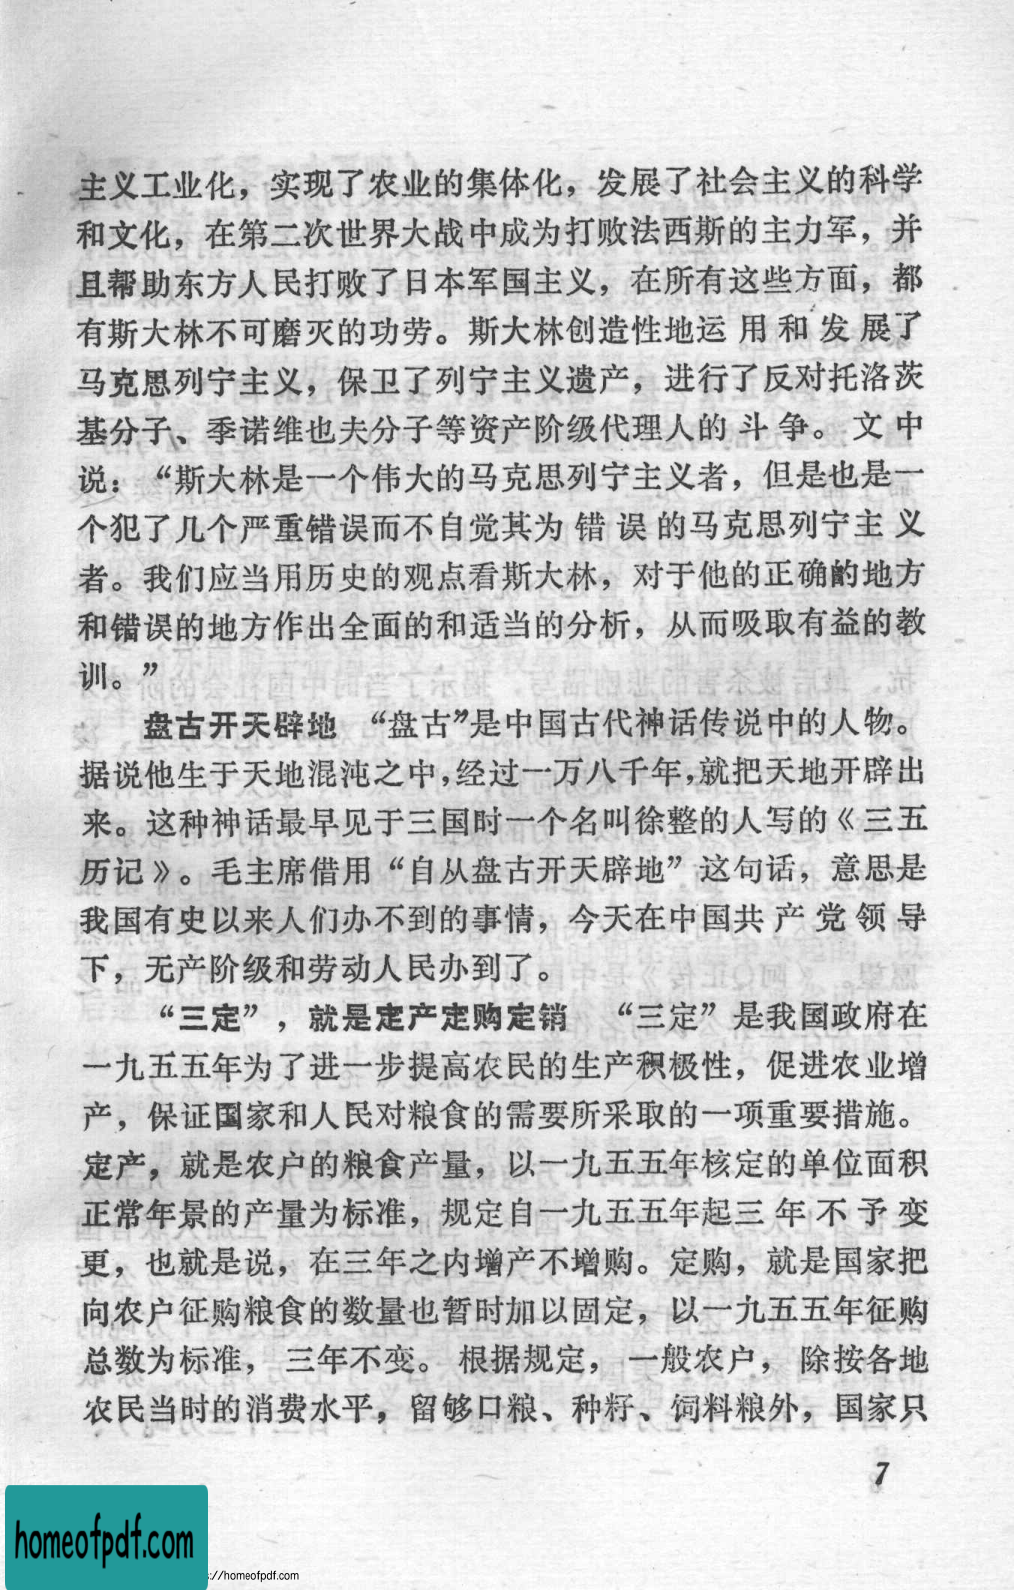 主义工业化，实现了农业的集体化，发展了社会主义的科学
和文化，在第二次世界大战中成为打败法西斯的主力军，并
且帮助东方人民打败了日本军国主义，在所有这些方面，都
有斯大林不可磨灭的功劳。斯大林创造性地运用和发展了
马克思列宁主义，保卫了列宁主义遗产，进行了反对托洛茨
基分子、季诺维也夫分子等资产阶级代理人的斗争。文中
说：“斯大林是一个伟大的马克思列宁主义者，但是也是一
个犯了几个严重错误而不自觉其为错误的马克思列宁主义
者。我们应当用历史的观点看斯大林，对于他的正确的地方
和错误的地方作出全面的和适当的分析，从而吸取有益的教
训。”
盘古开天辟地　“盘古”是中国古代神话传说中的人物。
据说他生于天地混沌之中，经过一万八千年，就把天地开辟出
来。这种神话最早见于三国时一个名叫徐整的人写的《三五
历记》。毛主席借用“自从盘古开天辟地”这句话，意思是
我国有史以来人们办不到的事情，今天在中国共产党领导
下，无产阶级和劳动人民办到了。
“三定”，就是定产定购定销　“三定”是我国政府在
一九五五年为了进一步提高农民的生产积极性，促进农业增
产，保证国家和人民对粮食的需要所采取的一项重要措施。
定产，就是农户的粮食产量，以一九五五年核定的单位面积
正常年景的产量为标准，规定自一九五五年起三年不予变
更，也就是说，在三年之内增产不增购。定购，就是国家把
向农户征购粮食的数量也暂时加以固定，以一九五五年征购
总数为标准，三年不变。根据规定，一般农户，除按各地
农民当时的消费水平，留够口粮、种籽、饲料粮外，国家只
7
homeofpdf.com
://homeofpdf.com